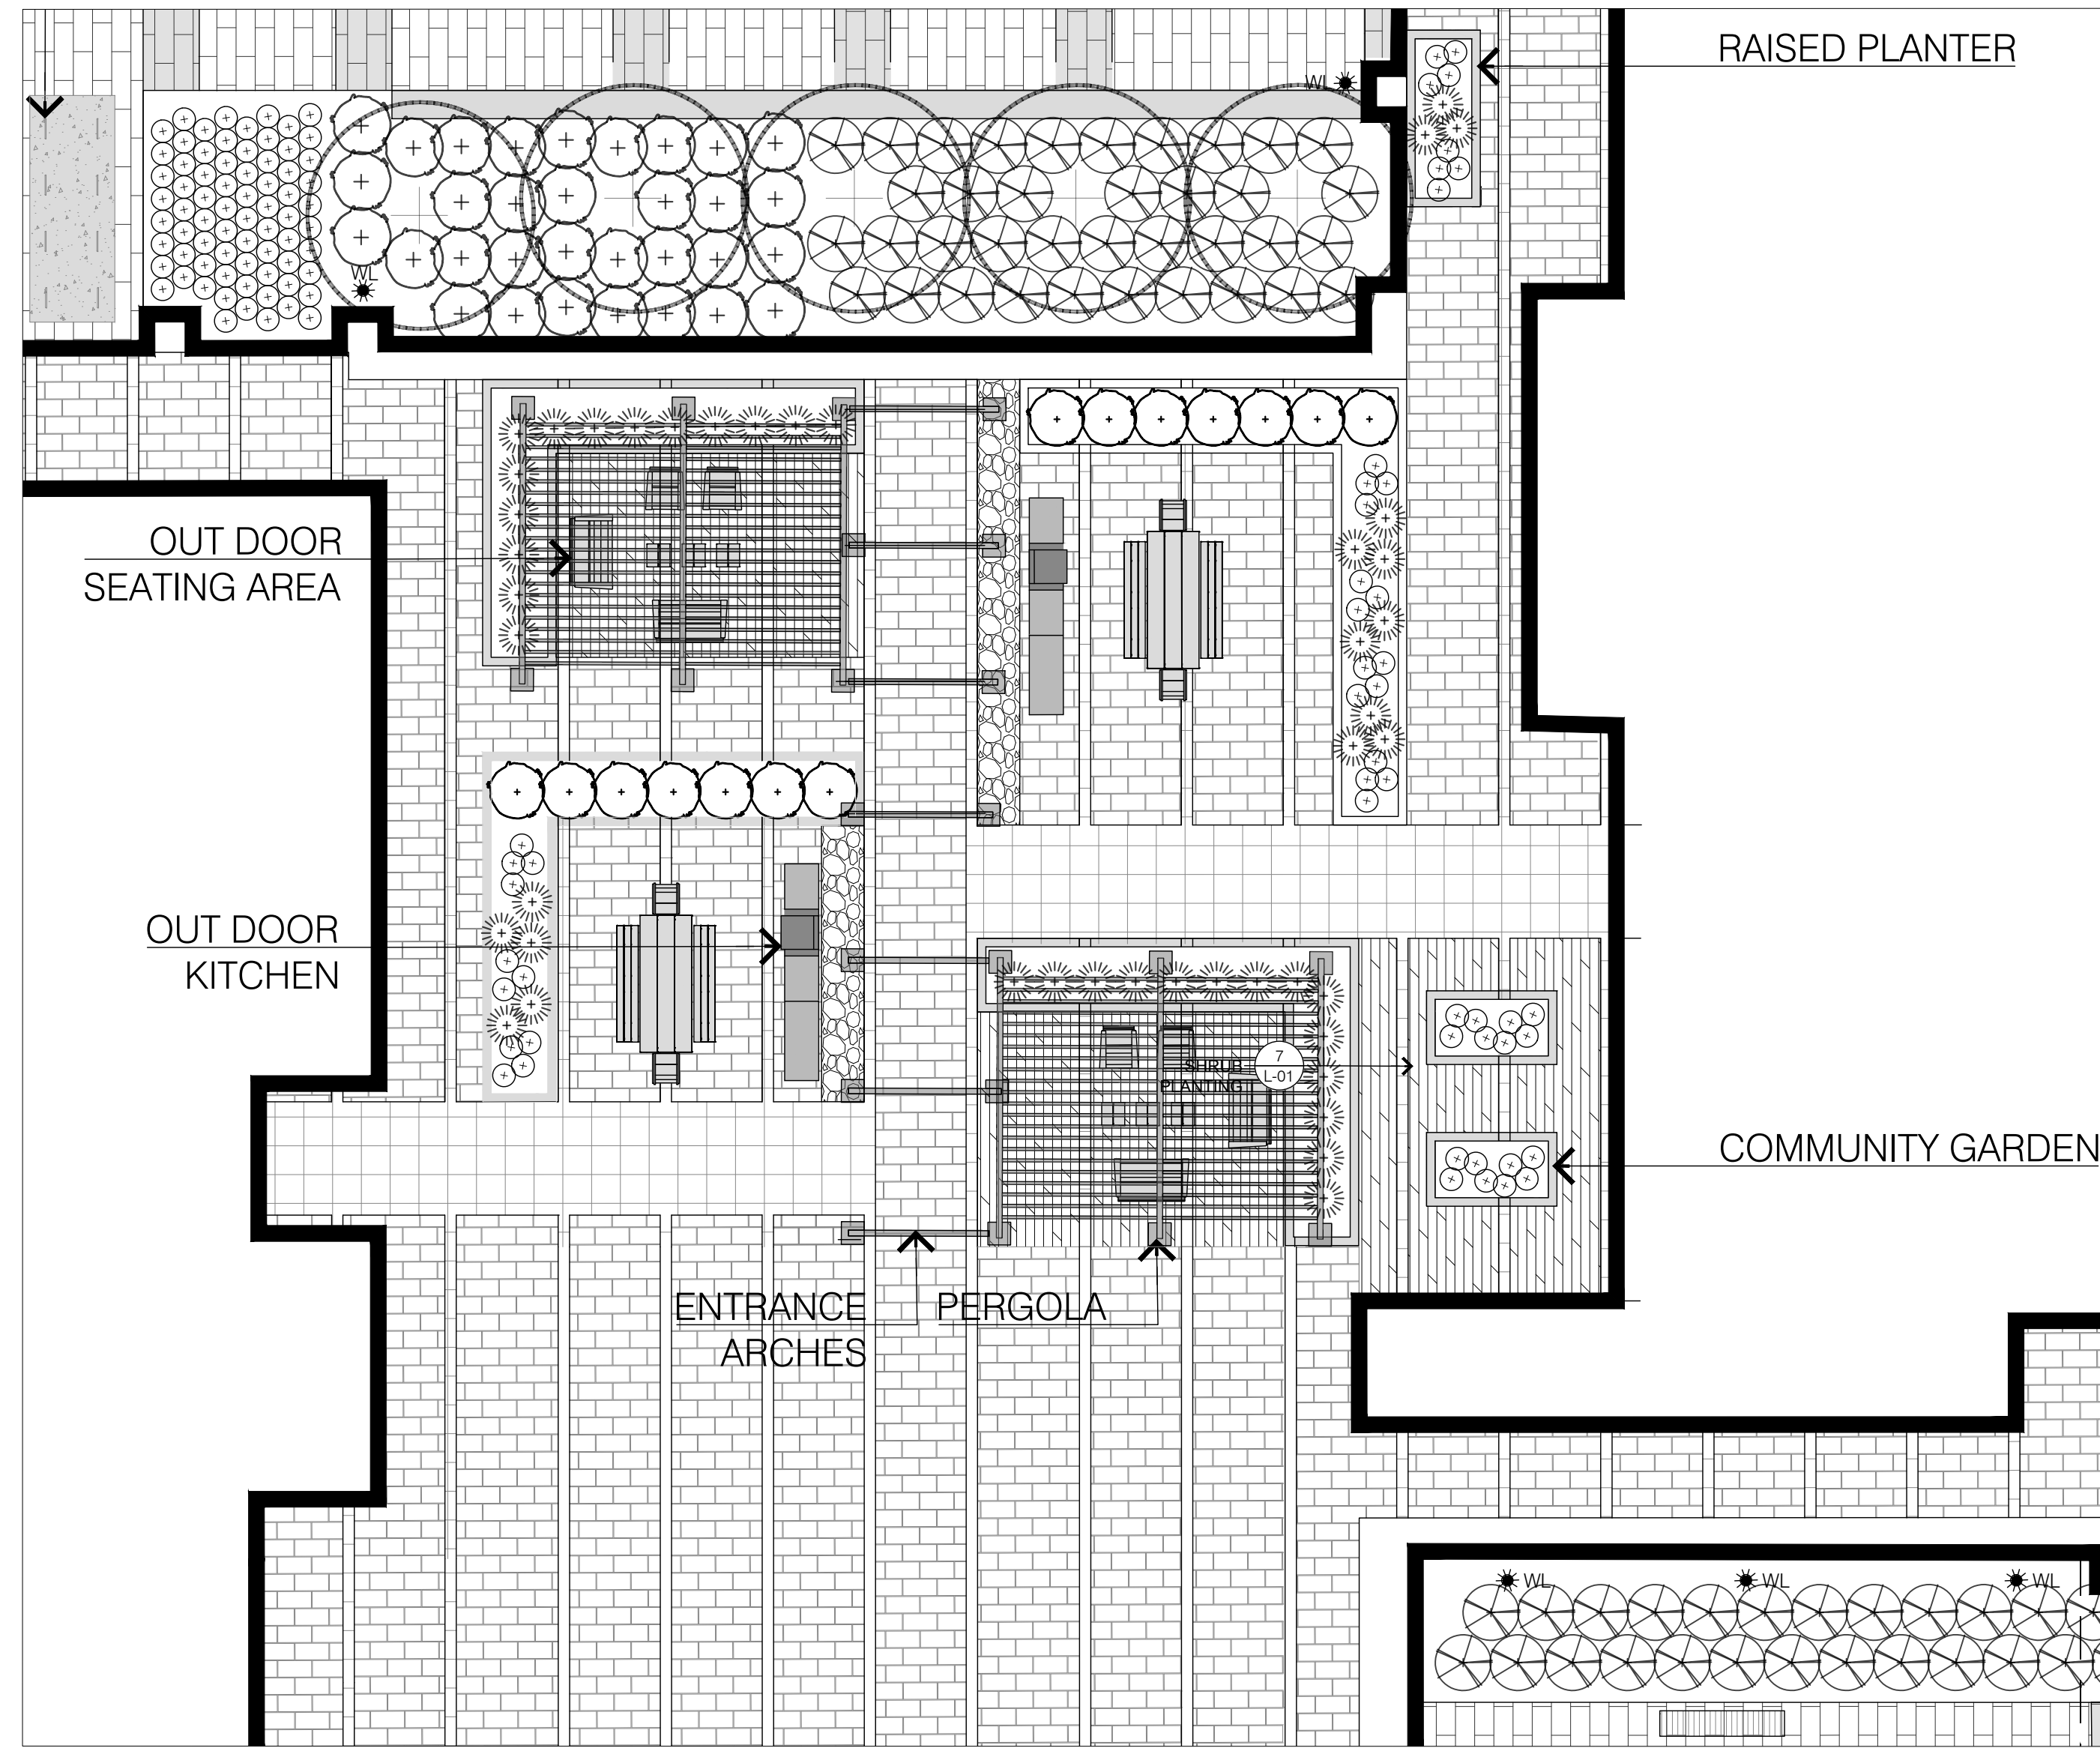 RAISED PLANTER
WL
WL
OUT DOOR
SEATING AREA
OUT DOOR
KITCHEN
7
L-01
SHRUB
PLANTING
COMMUNITY GARDEN
ENTRANCE
ARCHES
PERGOLA
WL
WL
WL